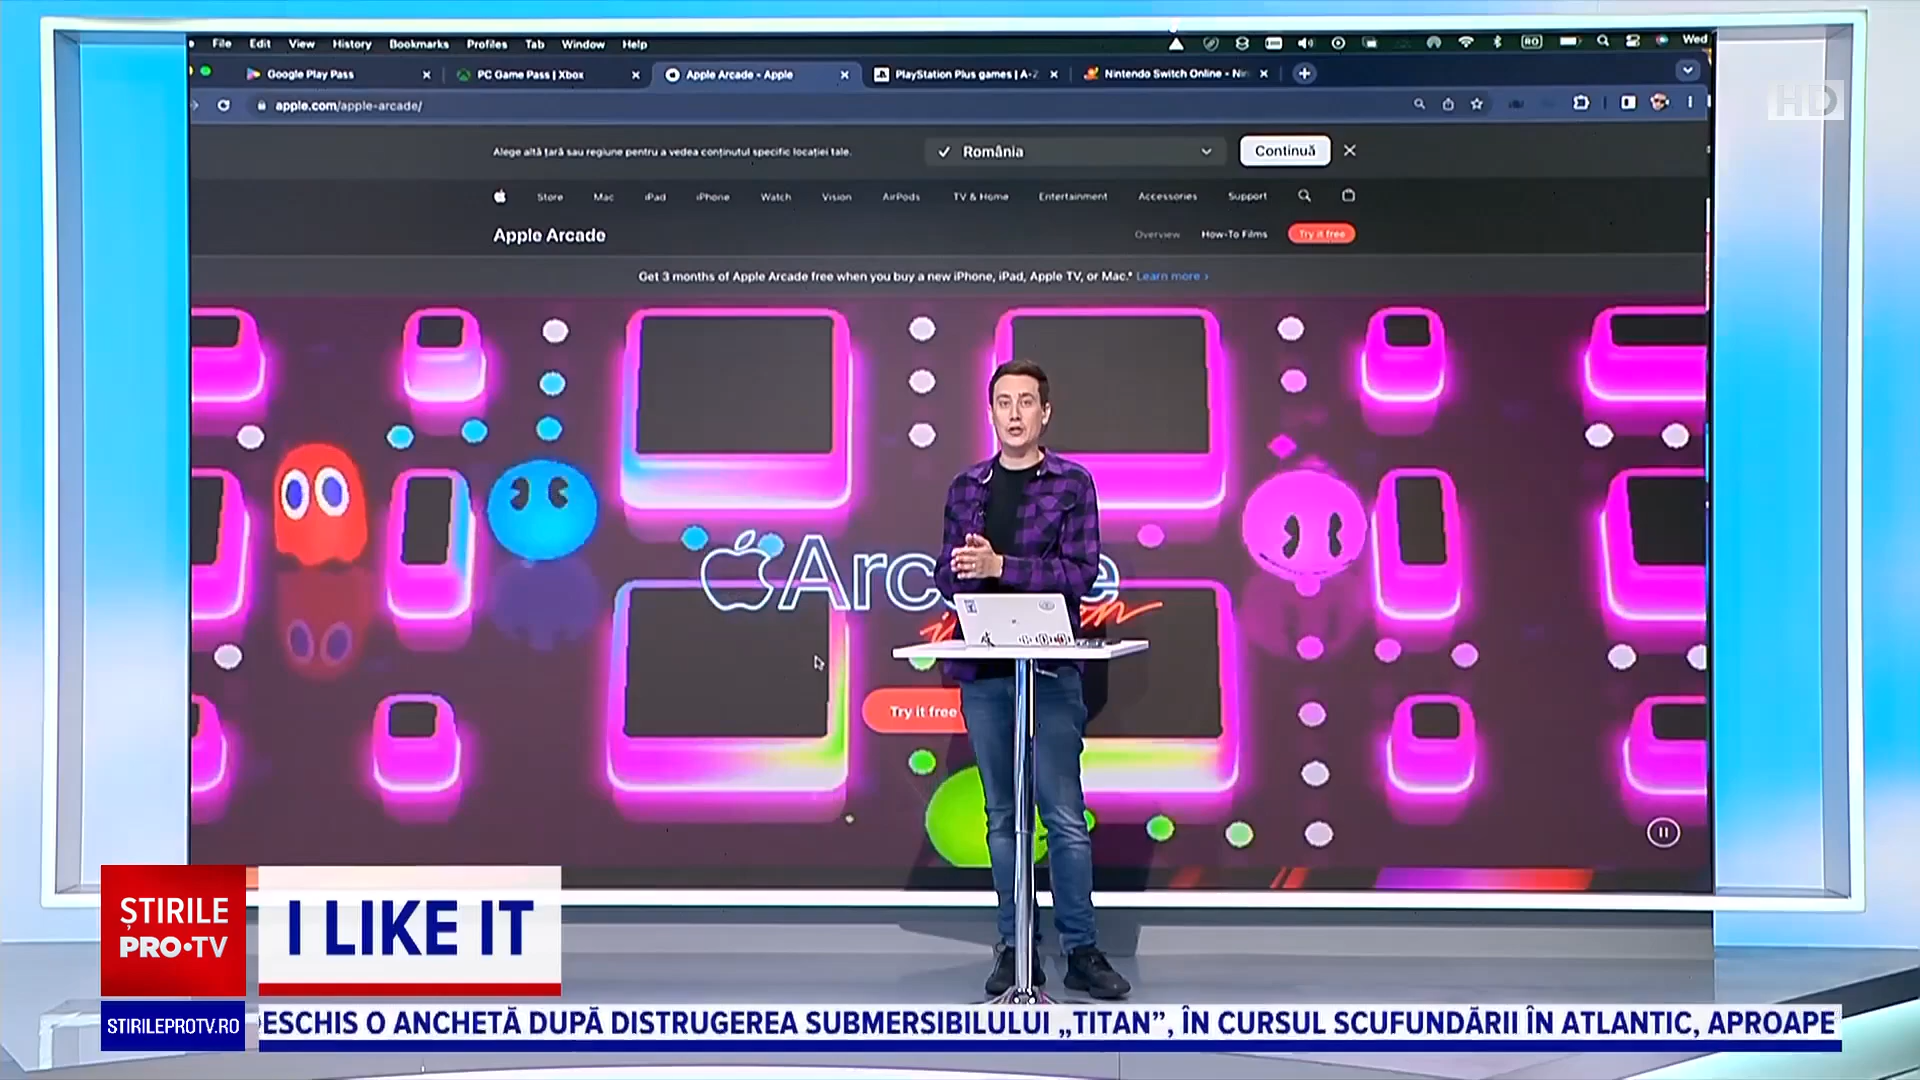 File Edit View History Bookmarks Profiles Tab Window Help
RO Wed
Google Play Pass PC Game Pass | Xbox Apple Arcade - Apple PlayStation Plus games | A-Z Nintendo Switch Online - Nin
apple.com/apple-arcade/
HD
Alege altă țară sau regiune pentru a vedea conținutul specific locației tale. România Continuă
Store Mac iPad iPhone Watch Vision AirPods TV & Home Entertainment Accessories Support
Apple Arcade Overview How-To Films Try it free
Get 3 months of Apple Arcade free when you buy a new iPhone, iPad, Apple TV, or Mac.* Learn more >
Arc e
Try it free
ȘTIRILE
PRO•TV
I LIKE IT
STIRILEPROTV.RO
ESCHIS O ANCHETĂ DUPĂ DISTRUGEREA SUBMERSIBILULUI „TITAN”, ÎN CURSUL SCUFUNDĂRII ÎN ATLANTIC, APROAPE